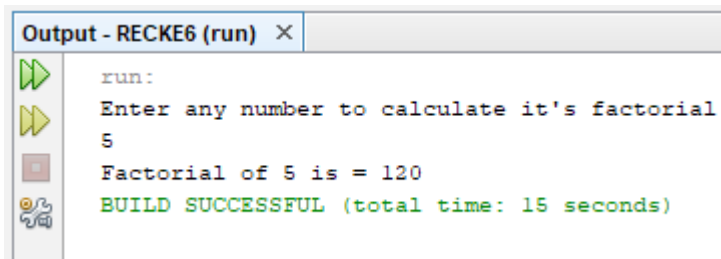 Output - RECKE6 (run) ×
run:
Enter any number to calculate it's factorial
5
Factorial of 5 is = 120
BUILD SUCCESSFUL (total time: 15 seconds)